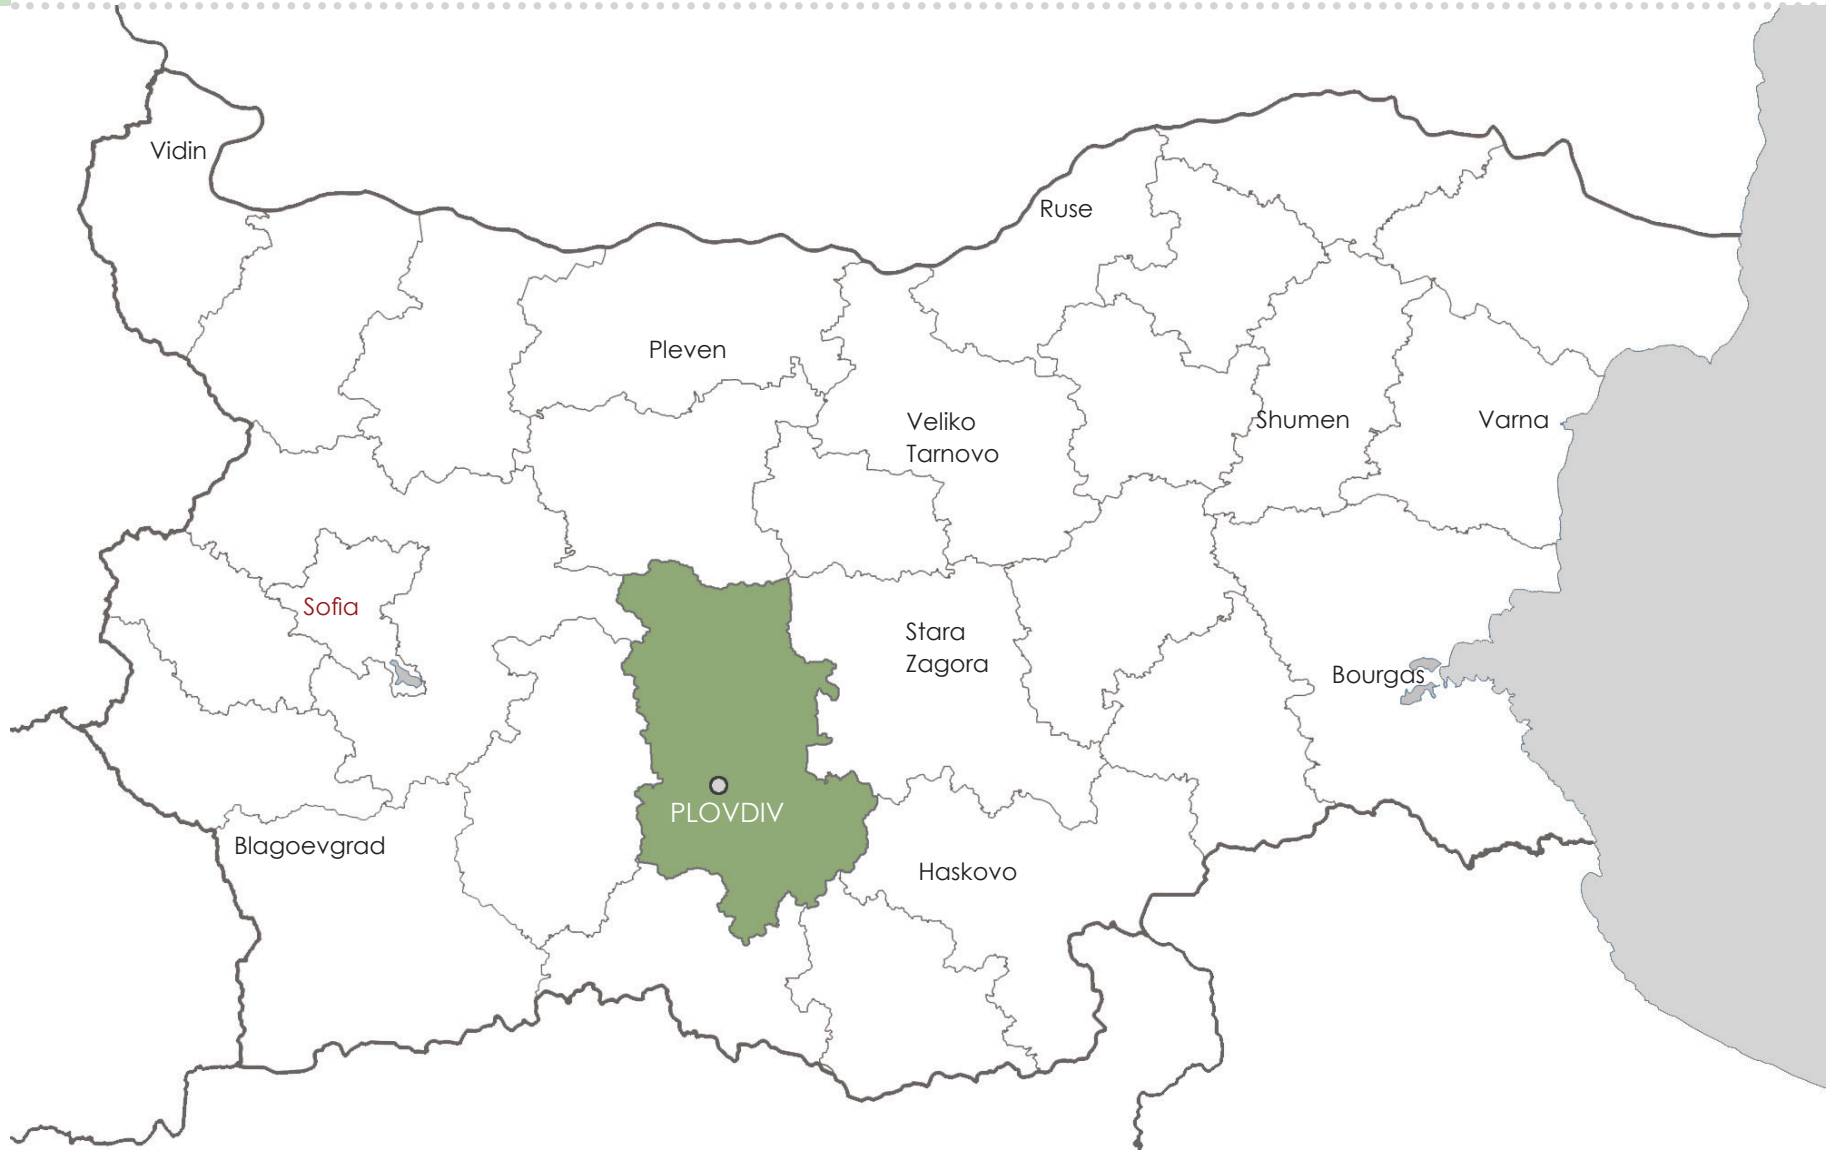 Vidin
Ruse
Pleven
Veliko
Tarnovo
Shumen
Varna
Sofia
Stara
Zagora
Bourgas
PLOVDIV
Blagoevgrad
Haskovo